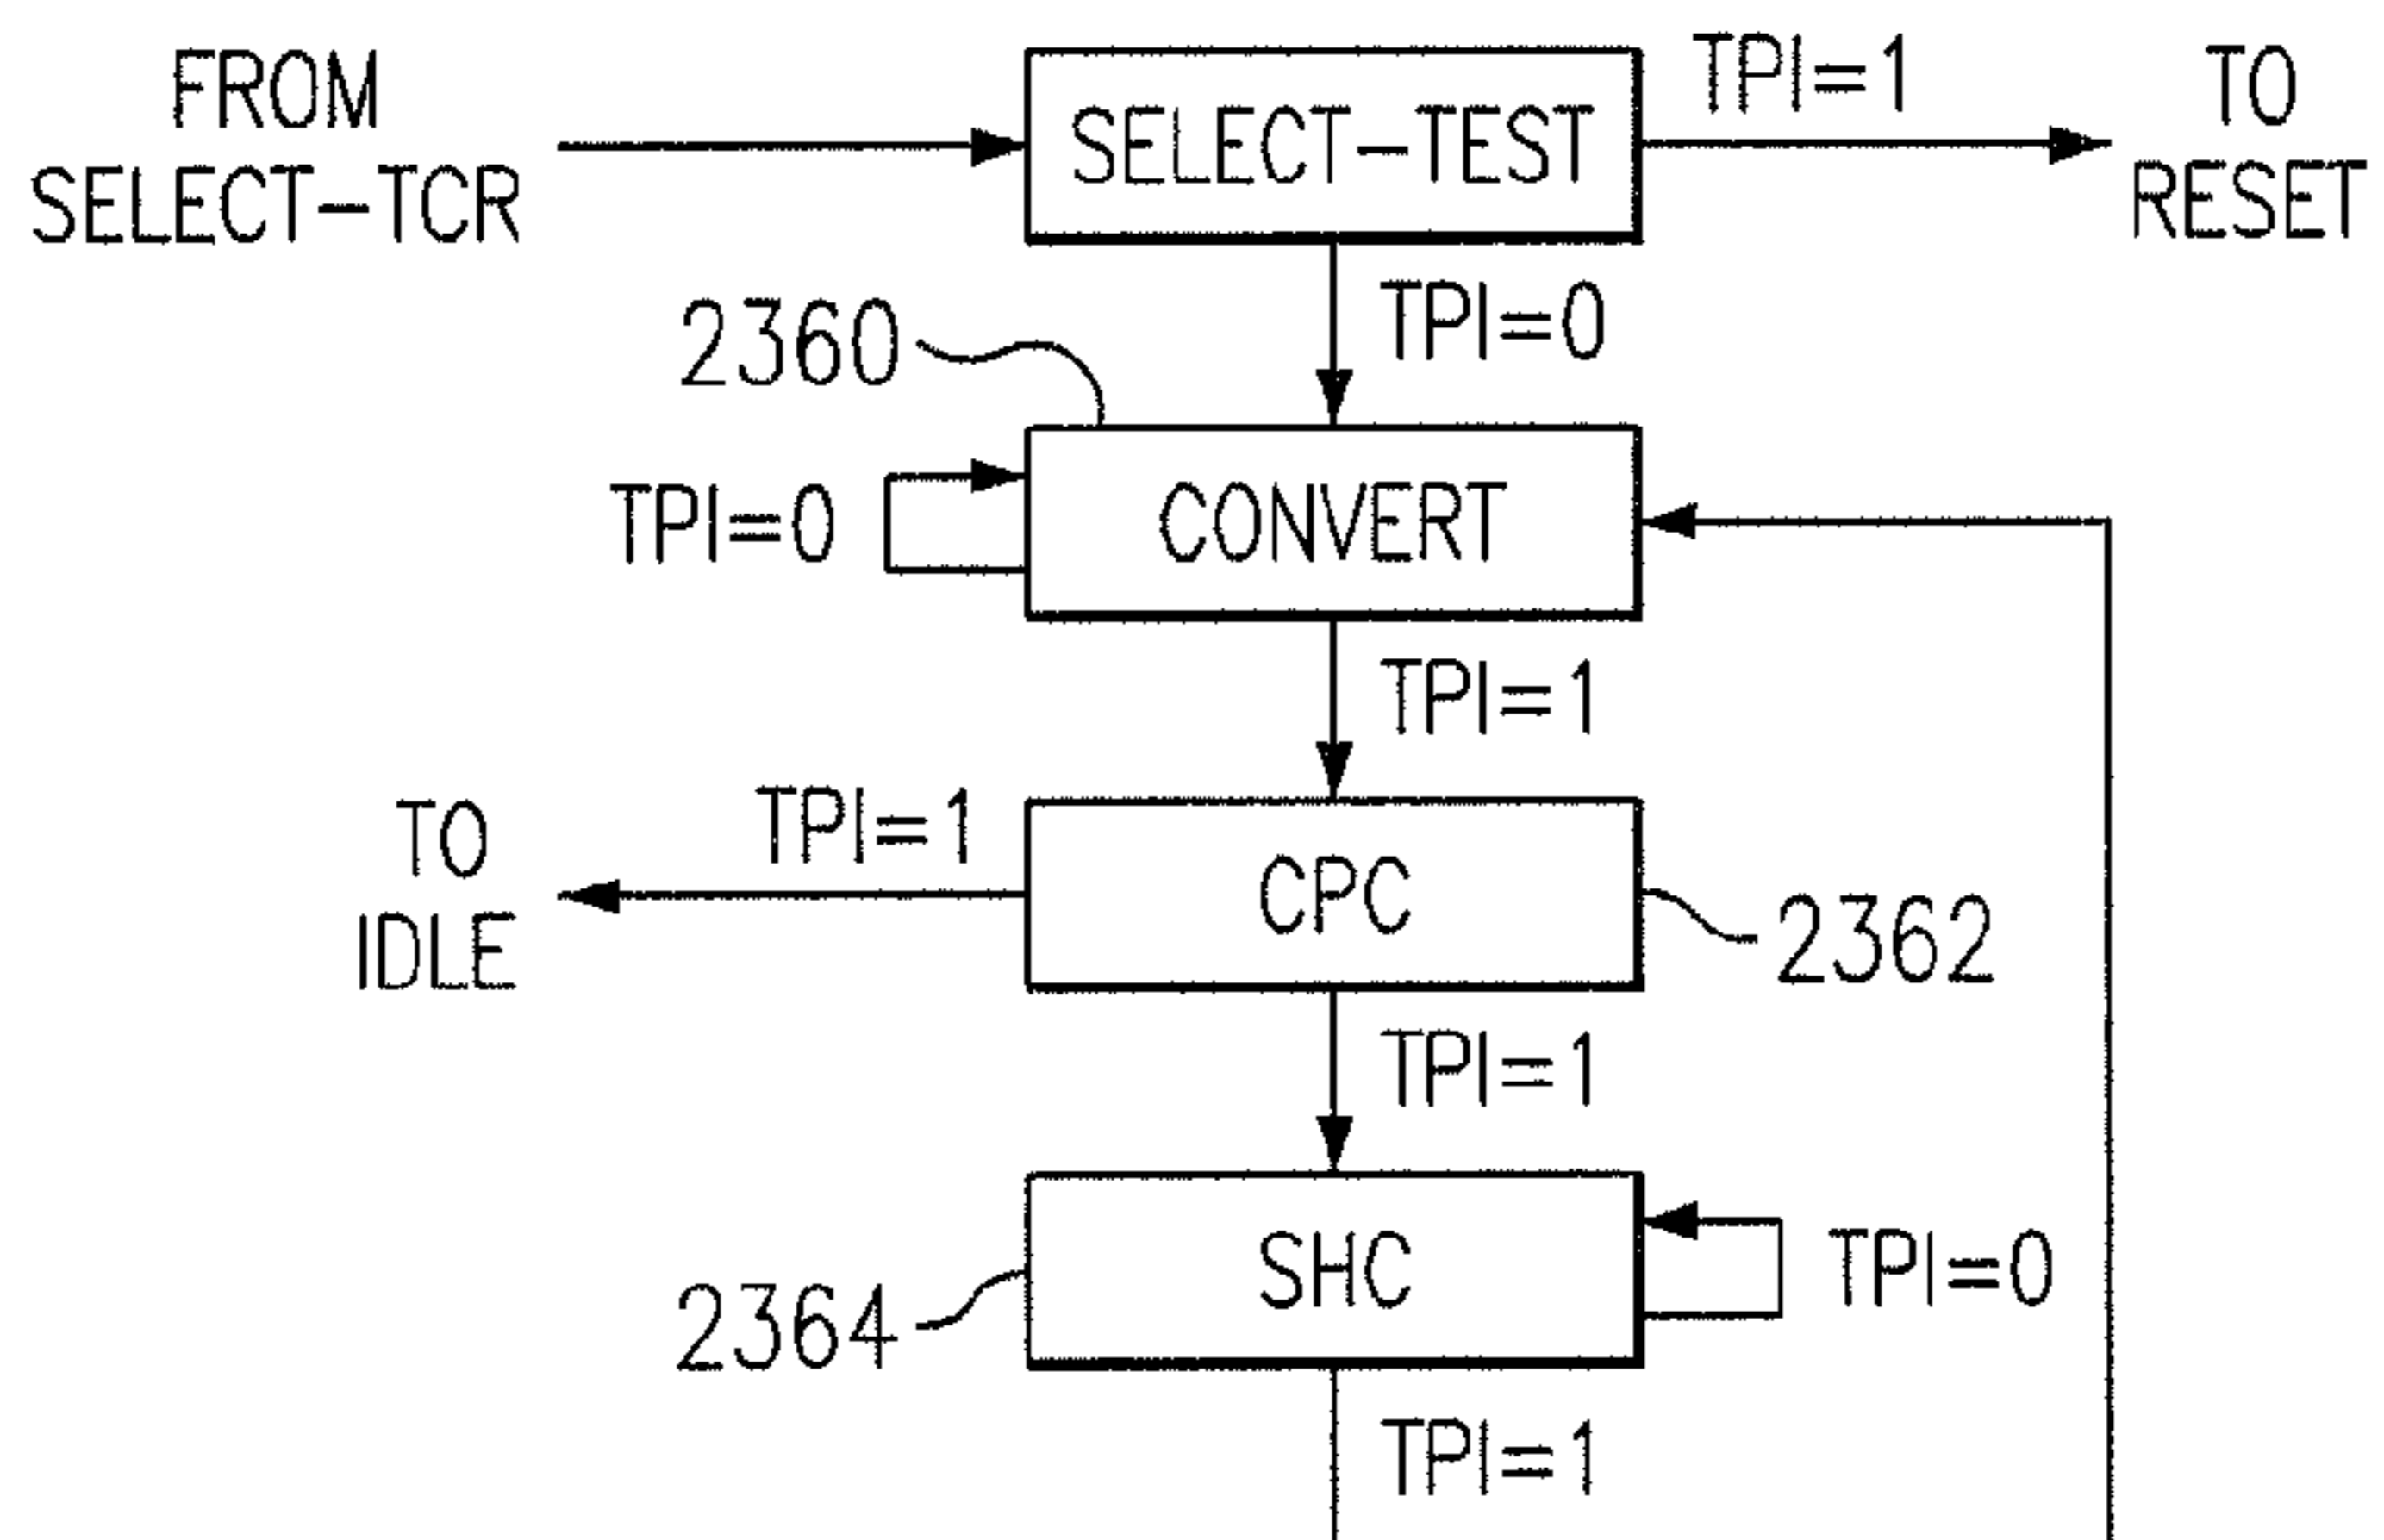 FROM
SELECT-TCR
SELECT-TEST
TPI=1
TO
RESET
TPI=0
2360
TPI=0
CONVERT
TPI=1
TO
IDLE
TPI=1
CPC
2362
TPI=1
SHC
TPI=0
2364
TPI=1